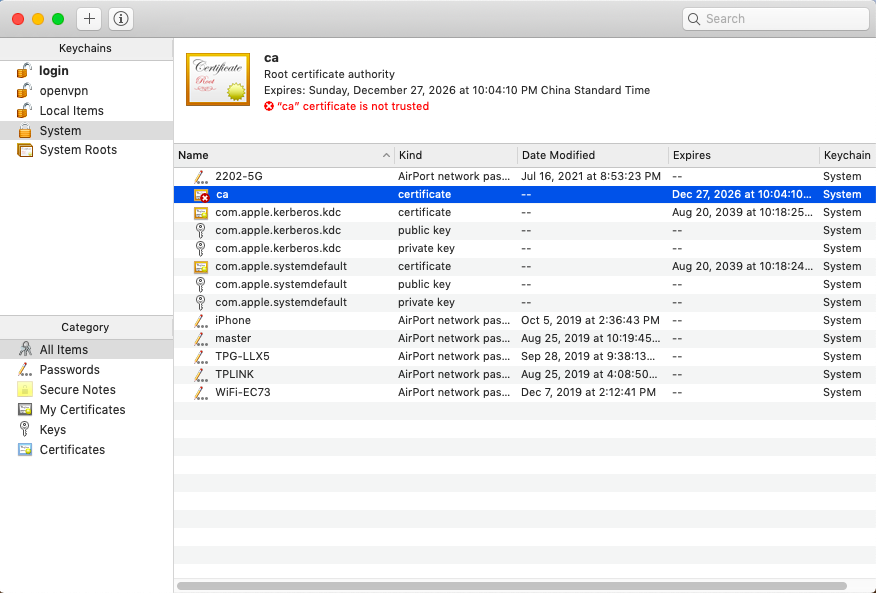 Search
Keychains
login
openvpn
Local Items
System
System Roots
Category
All Items
Passwords
Secure Notes
My Certificates
Keys
Certificates
Certificate
Root
ca
Root certificate authority
Expires: Sunday, December 27, 2026 at 10:04:10 PM China Standard Time
“ca” certificate is not trusted
Name Kind Date Modified Expires Keychain
2202-5G AirPort network pas... Jul 16, 2021 at 8:53:23 PM -- System
ca certificate -- Dec 27, 2026 at 10:04:10... System
com.apple.kerberos.kdc certificate -- Aug 20, 2039 at 10:18:25... System
com.apple.kerberos.kdc public key -- -- System
com.apple.kerberos.kdc private key -- -- System
com.apple.systemdefault certificate -- Aug 20, 2039 at 10:18:24... System
com.apple.systemdefault public key -- -- System
com.apple.systemdefault private key -- -- System
iPhone AirPort network pas... Oct 5, 2019 at 2:36:43 PM -- System
master AirPort network pas... Aug 25, 2019 at 10:19:45... -- System
TPG-LLX5 AirPort network pas... Sep 28, 2019 at 9:38:13... -- System
TPLINK AirPort network pas... Aug 25, 2019 at 4:08:50... -- System
WiFi-EC73 AirPort network pas... Dec 7, 2019 at 2:12:41 PM -- System